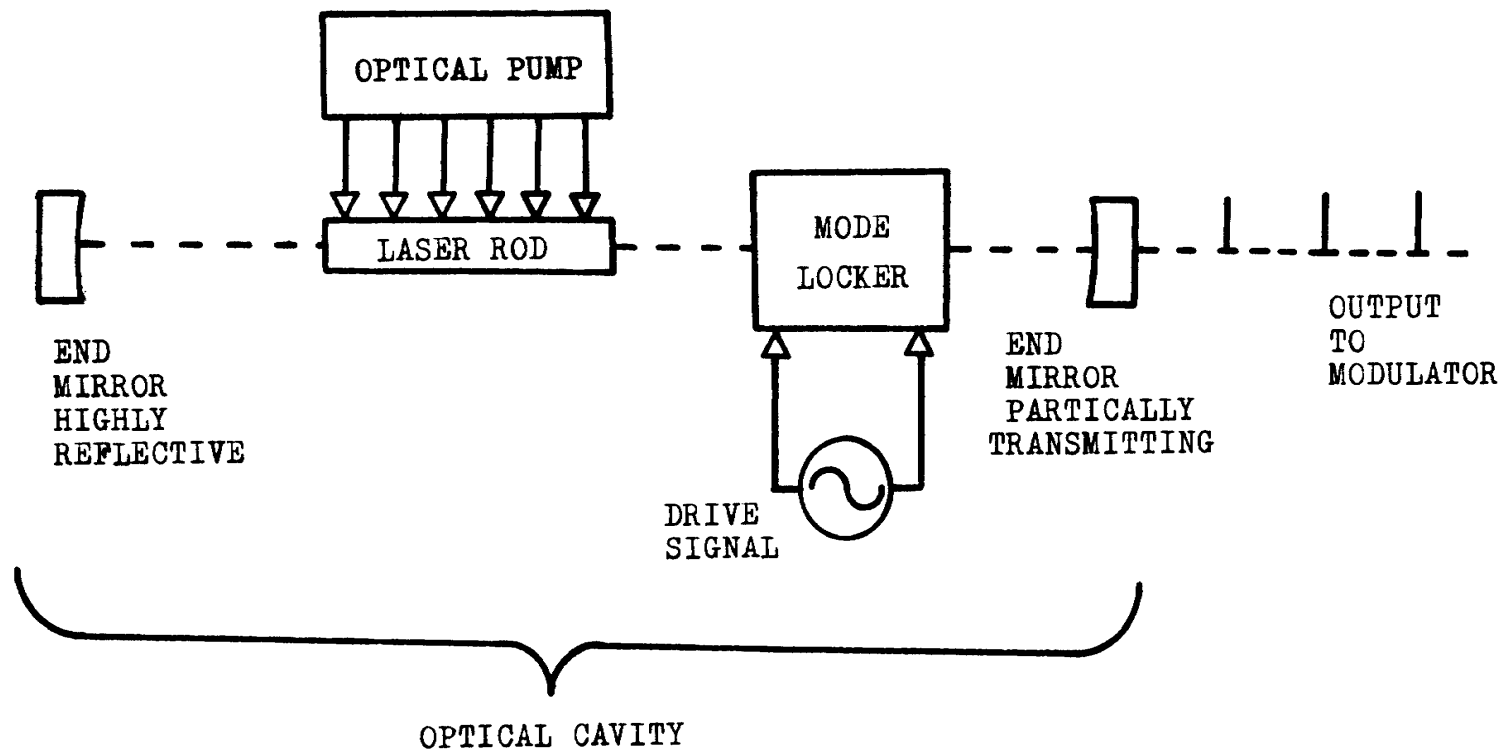 OPTICAL PUMP
LASER ROD
MODE
LOCKER
END
MIRROR
HIGHLY
REFLECTIVE
DRIVE
SIGNAL
END
MIRROR
PARTICALLY
TRANSMITTING
OUTPUT
TO
MODULATOR
OPTICAL CAVITY